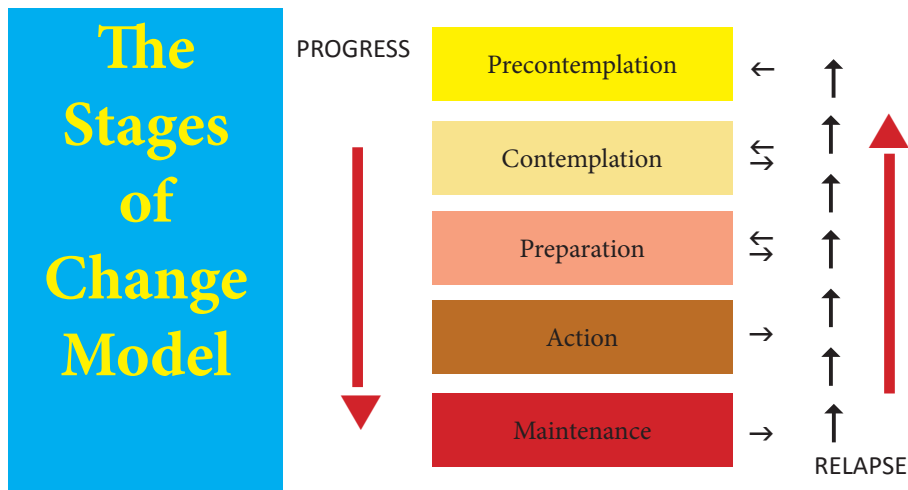 The
Stages
of
Change
Model
PROGRESS
Precontemplation
Contemplation
Preparation
Action
Maintenance
RELAPSE